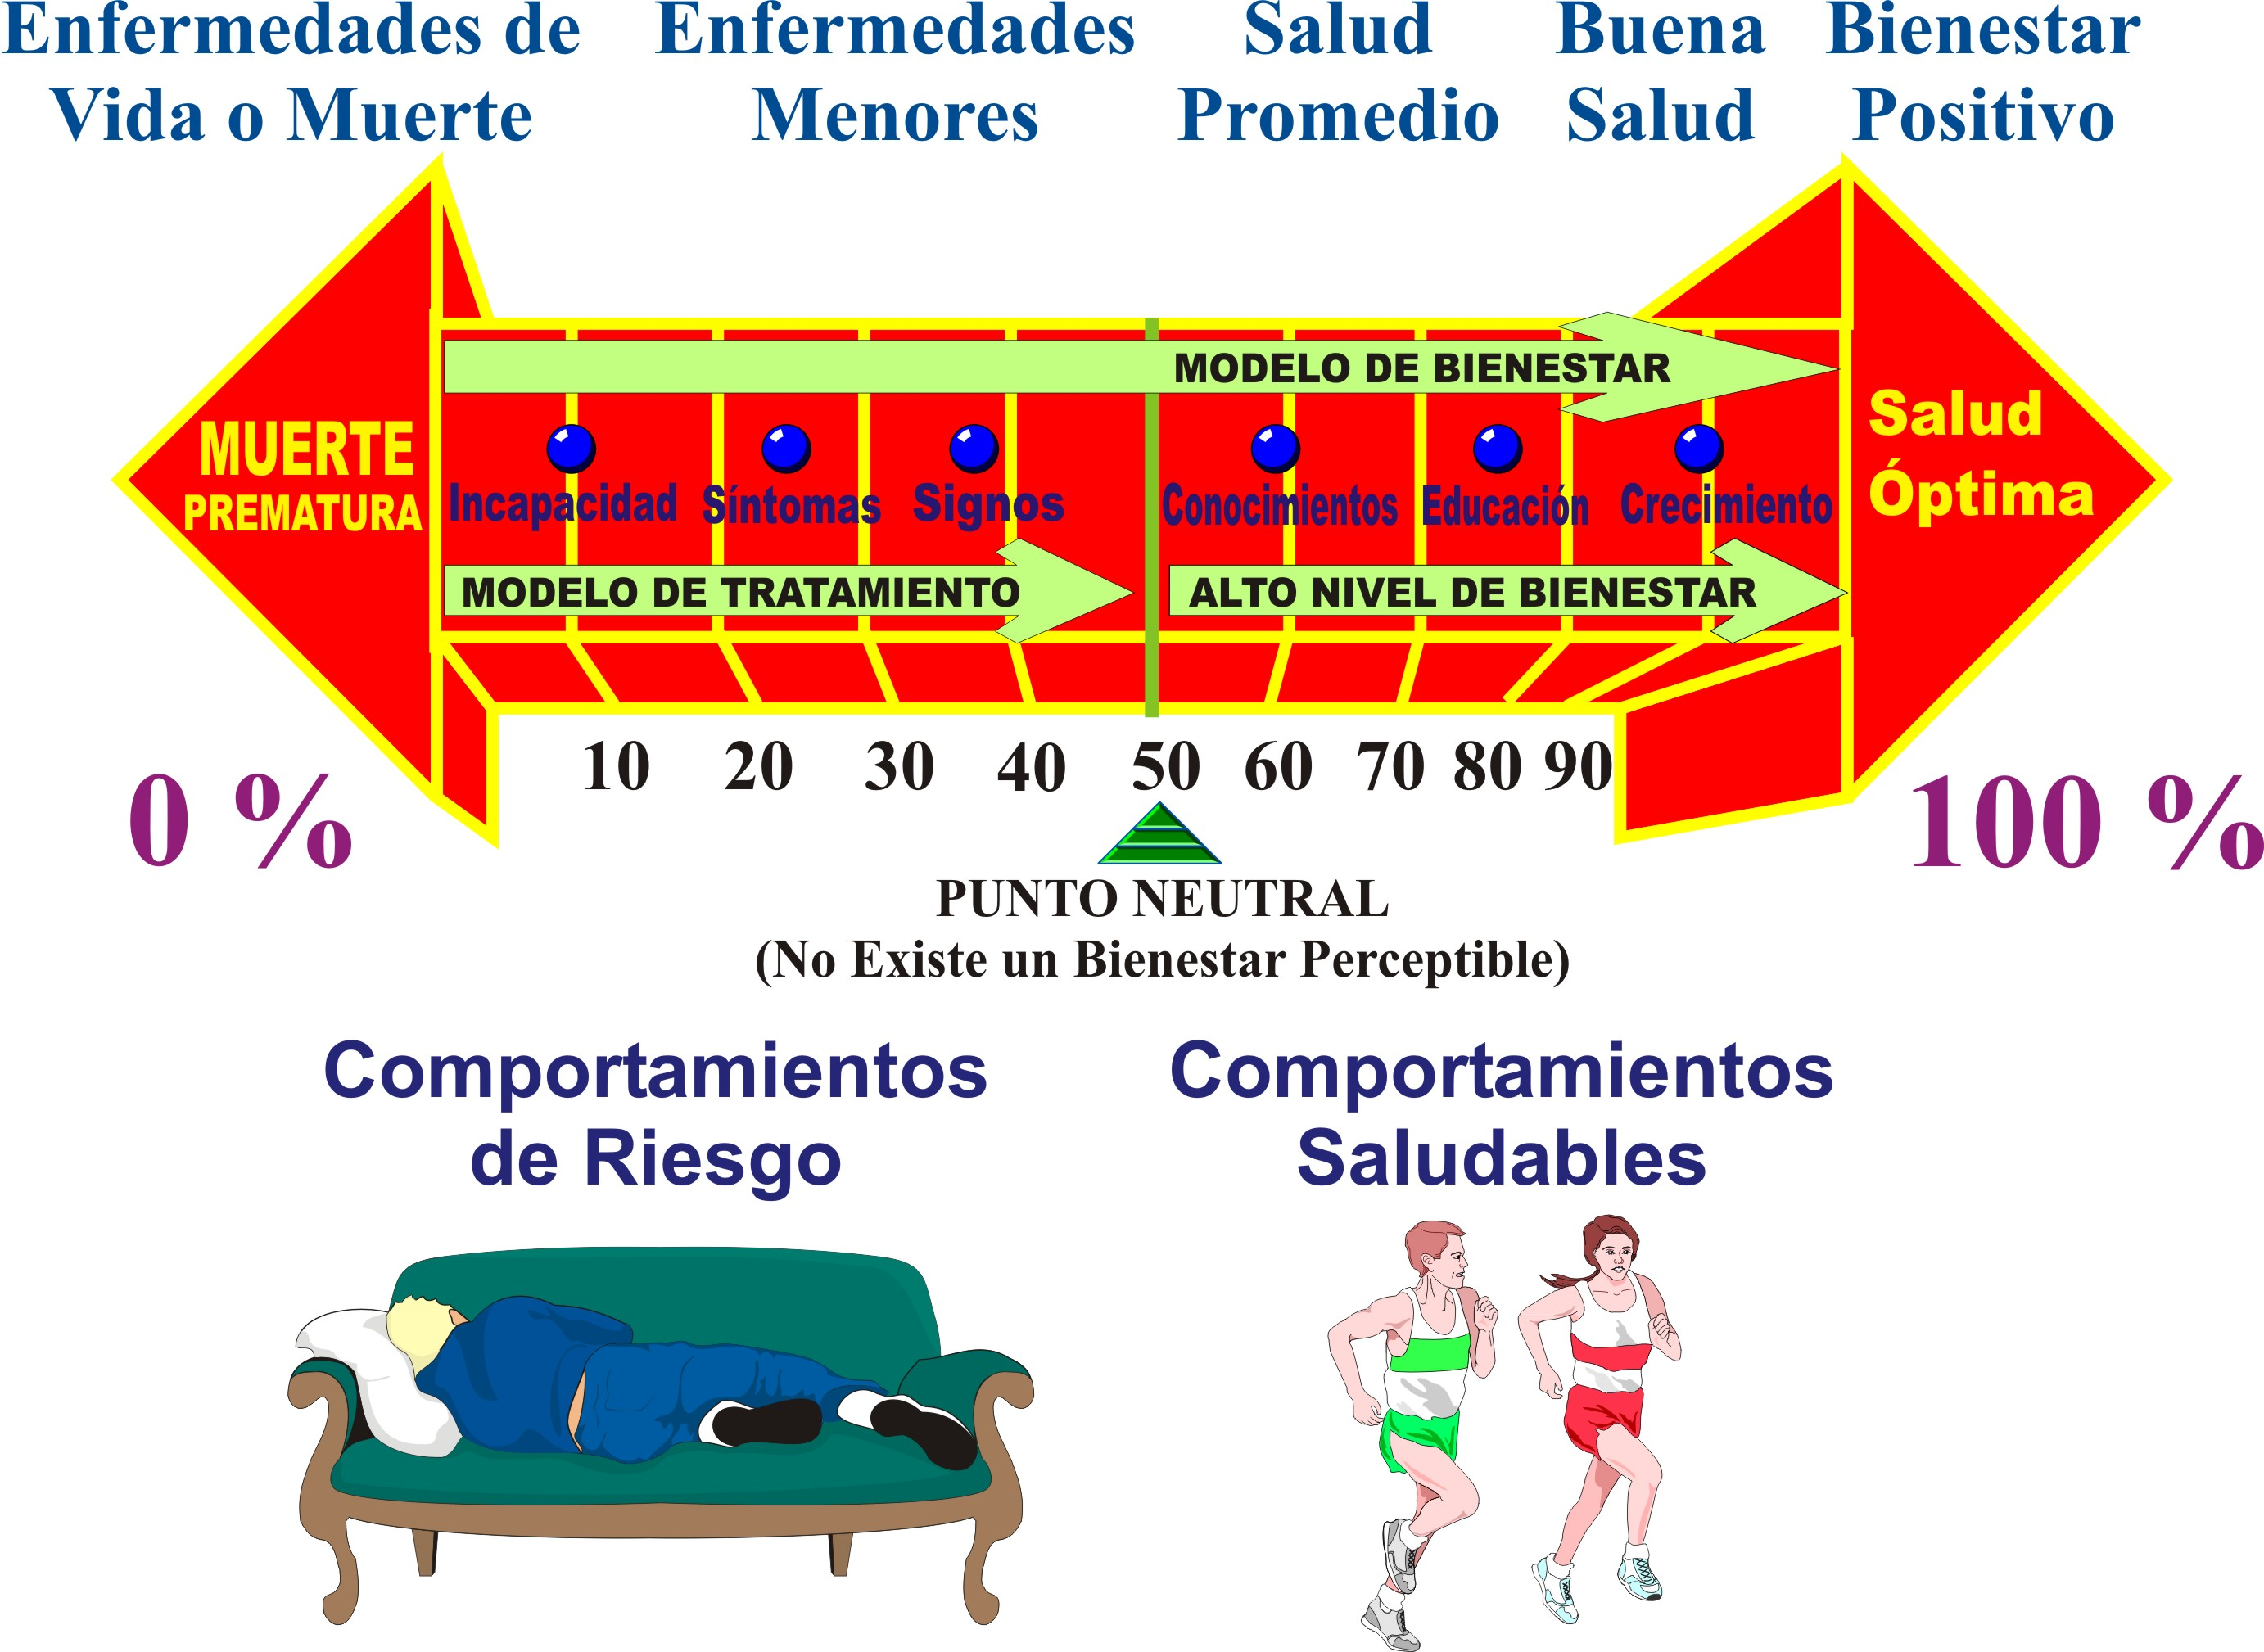 Enfermedades de Vida o Muerte
Enfermedades Menores
Salud Promedio
Buena Salud
Bienestar Positivo
MODELO DE BIENESTAR
MUERTE
PREMATURA
Incapacidad Síntomas Signos Conocimientos Educación Crecimiento
Salud
Óptima
MODELO DE TRATAMIENTO ALTO NIVEL DE BIENESTAR
0 % 10 20 30 40 50 60 70 80 90 100 %
PUNTO NEUTRAL
(No Existe un Bienestar Perceptible)
Comportamientos
de Riesgo
Comportamientos
Saludables